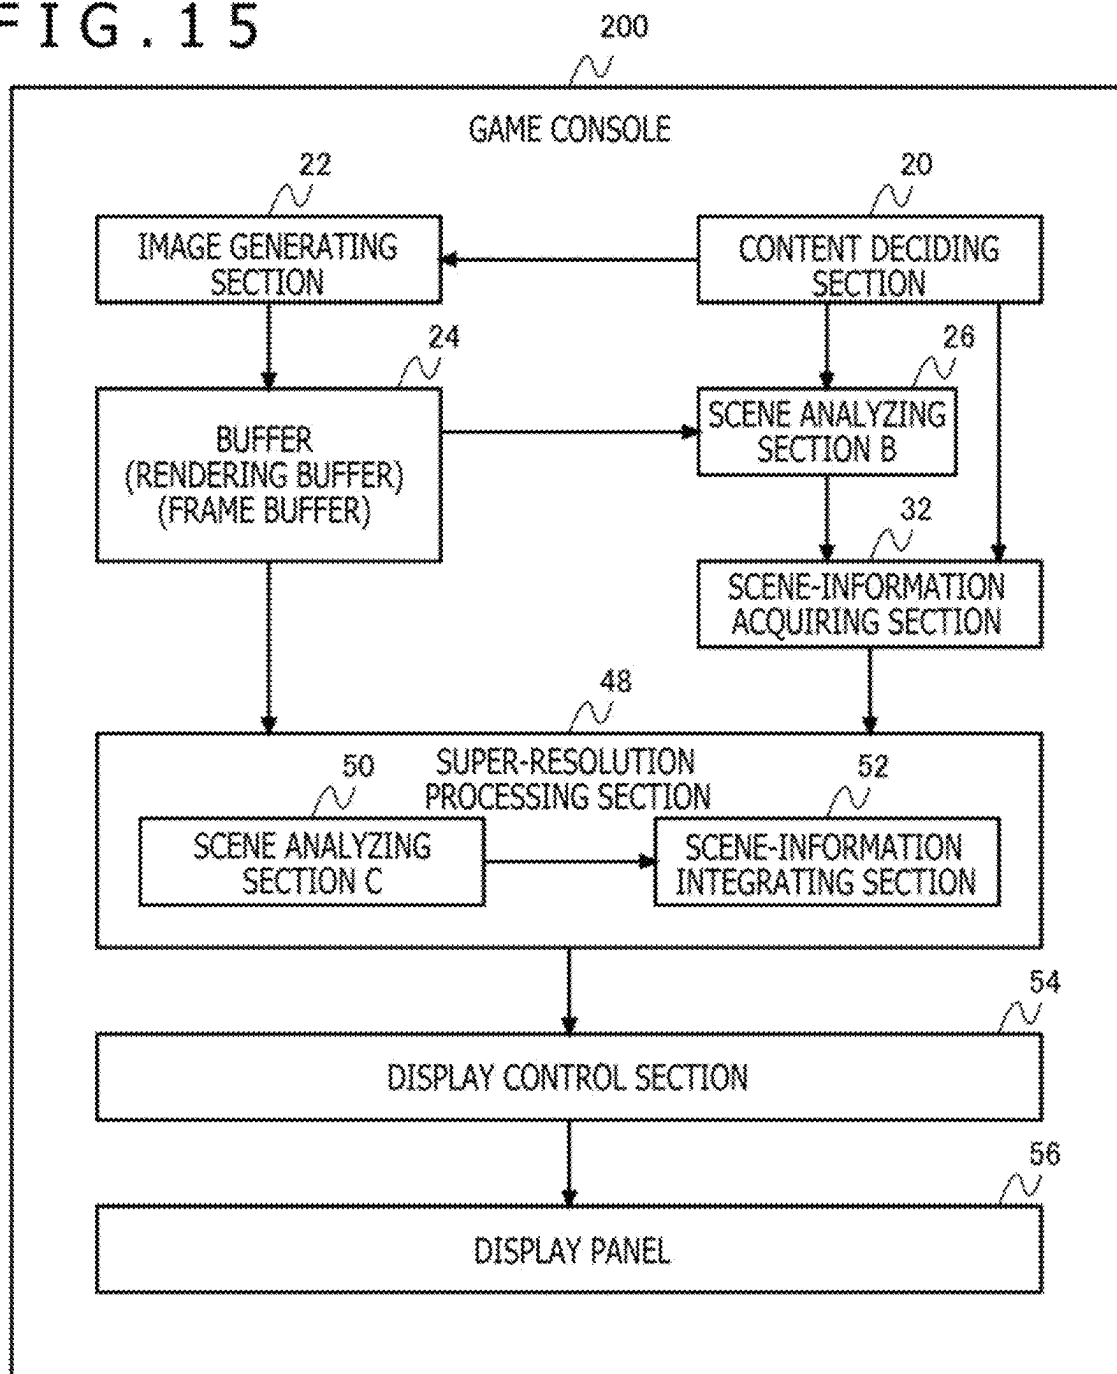 FIG.15
200
GAME CONSOLE
22
20
IMAGE GENERATING
SECTION
CONTENT DECIDING
SECTION
24
26
BUFFER
(RENDERING BUFFER)
(FRAME BUFFER)
SCENE ANALYZING
SECTION B
32
SCENE-INFORMATION
ACQUIRING SECTION
48
SUPER-RESOLUTION
PROCESSING SECTION
50
52
SCENE ANALYZING
SECTION C
SCENE-INFORMATION
INTEGRATING SECTION
54
DISPLAY CONTROL SECTION
56
DISPLAY PANEL